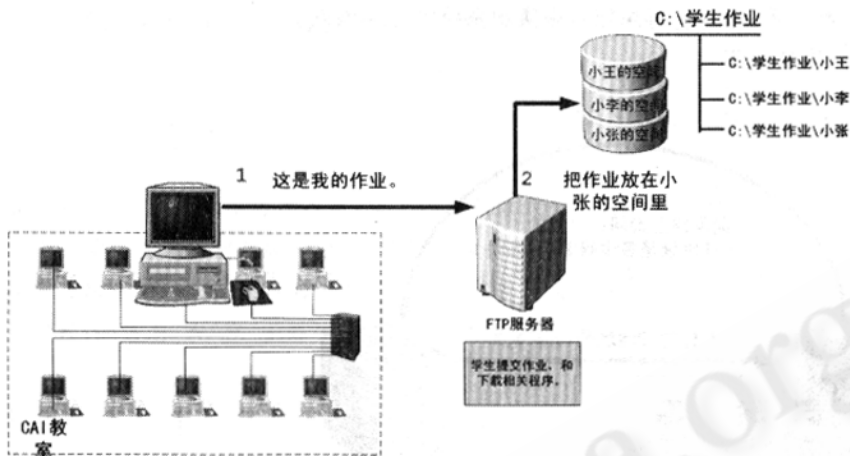 C:\学生作业
小王的空间
C:\学生作业\小王
小李的空间
C:\学生作业\小李
小张的空间
C:\学生作业\小张
1 这是我的作业。
2 把作业放在小
张的空间里
FTP服务器
学生提交作业，和
下载相关程序。
CAI教
室